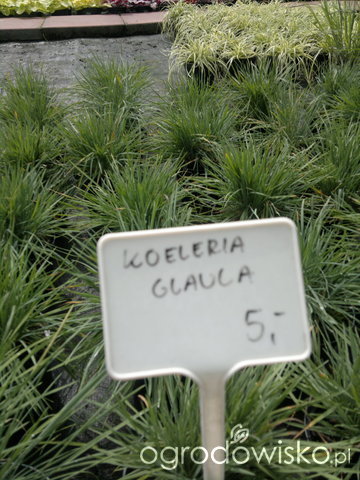 KOELERIA
GLAUCA
5,-
ogrodowisko.pl